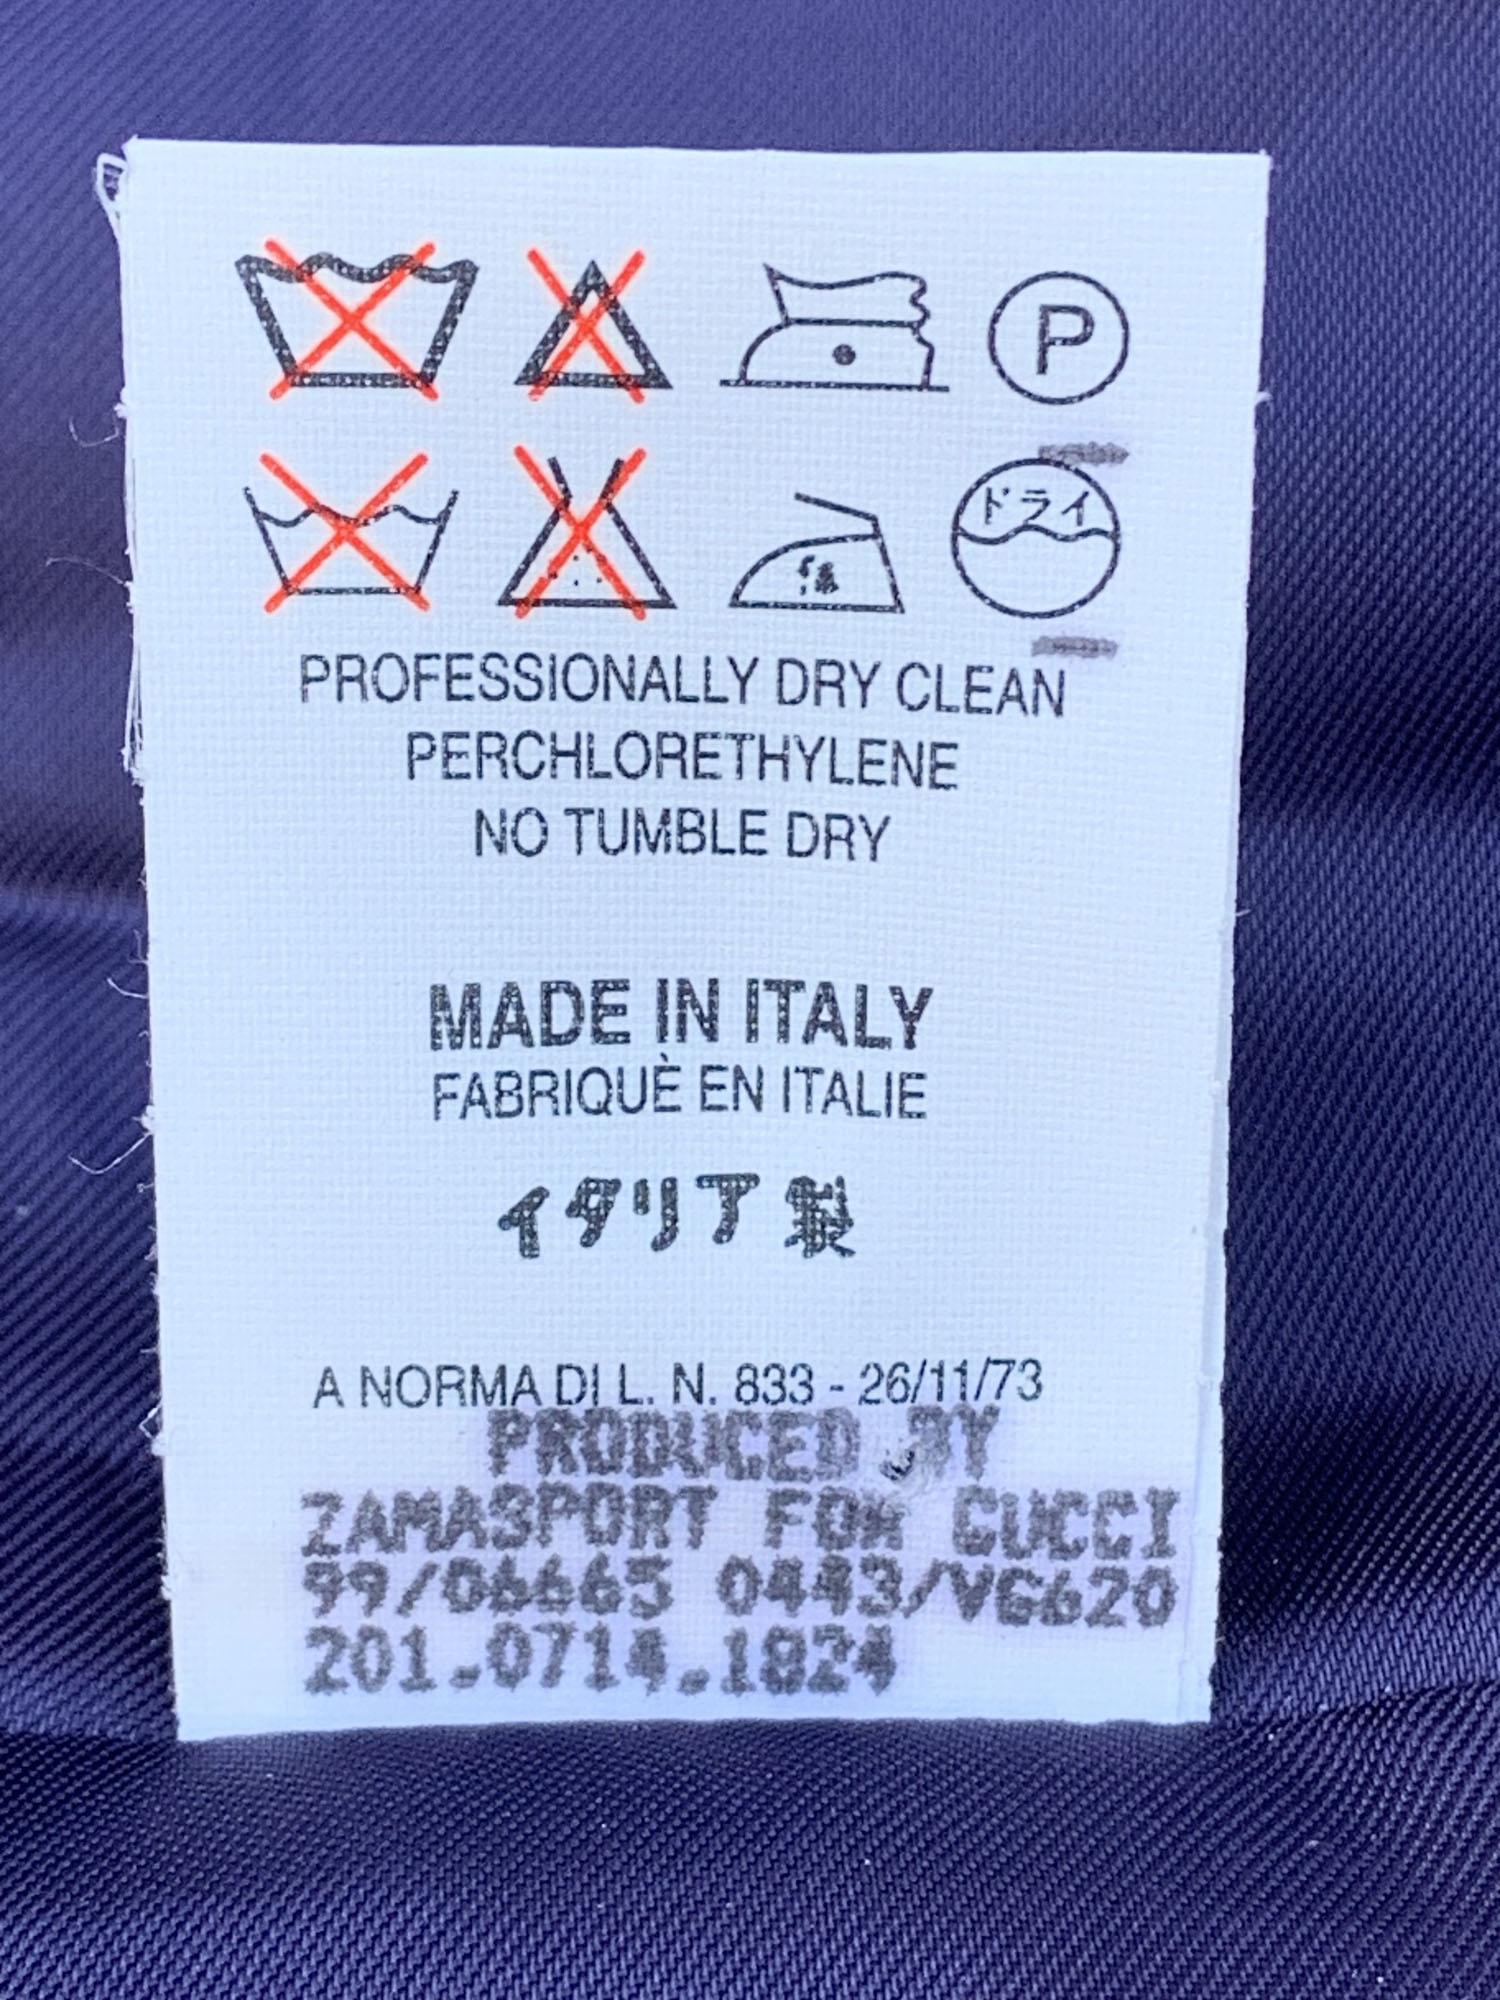 P
ドライ
PROFESSIONALLY DRY CLEAN
PERCHLORETHYLENE
NO TUMBLE DRY
MADE IN ITALY
FABRIQUÈ EN ITALIE
イタリア製
A NORMA DI L. N. 833 - 26/11/73
PRODUCED BY
ZAMASPORT FOR GUCCI
99/06665 0443/VG620
201.0714.1824